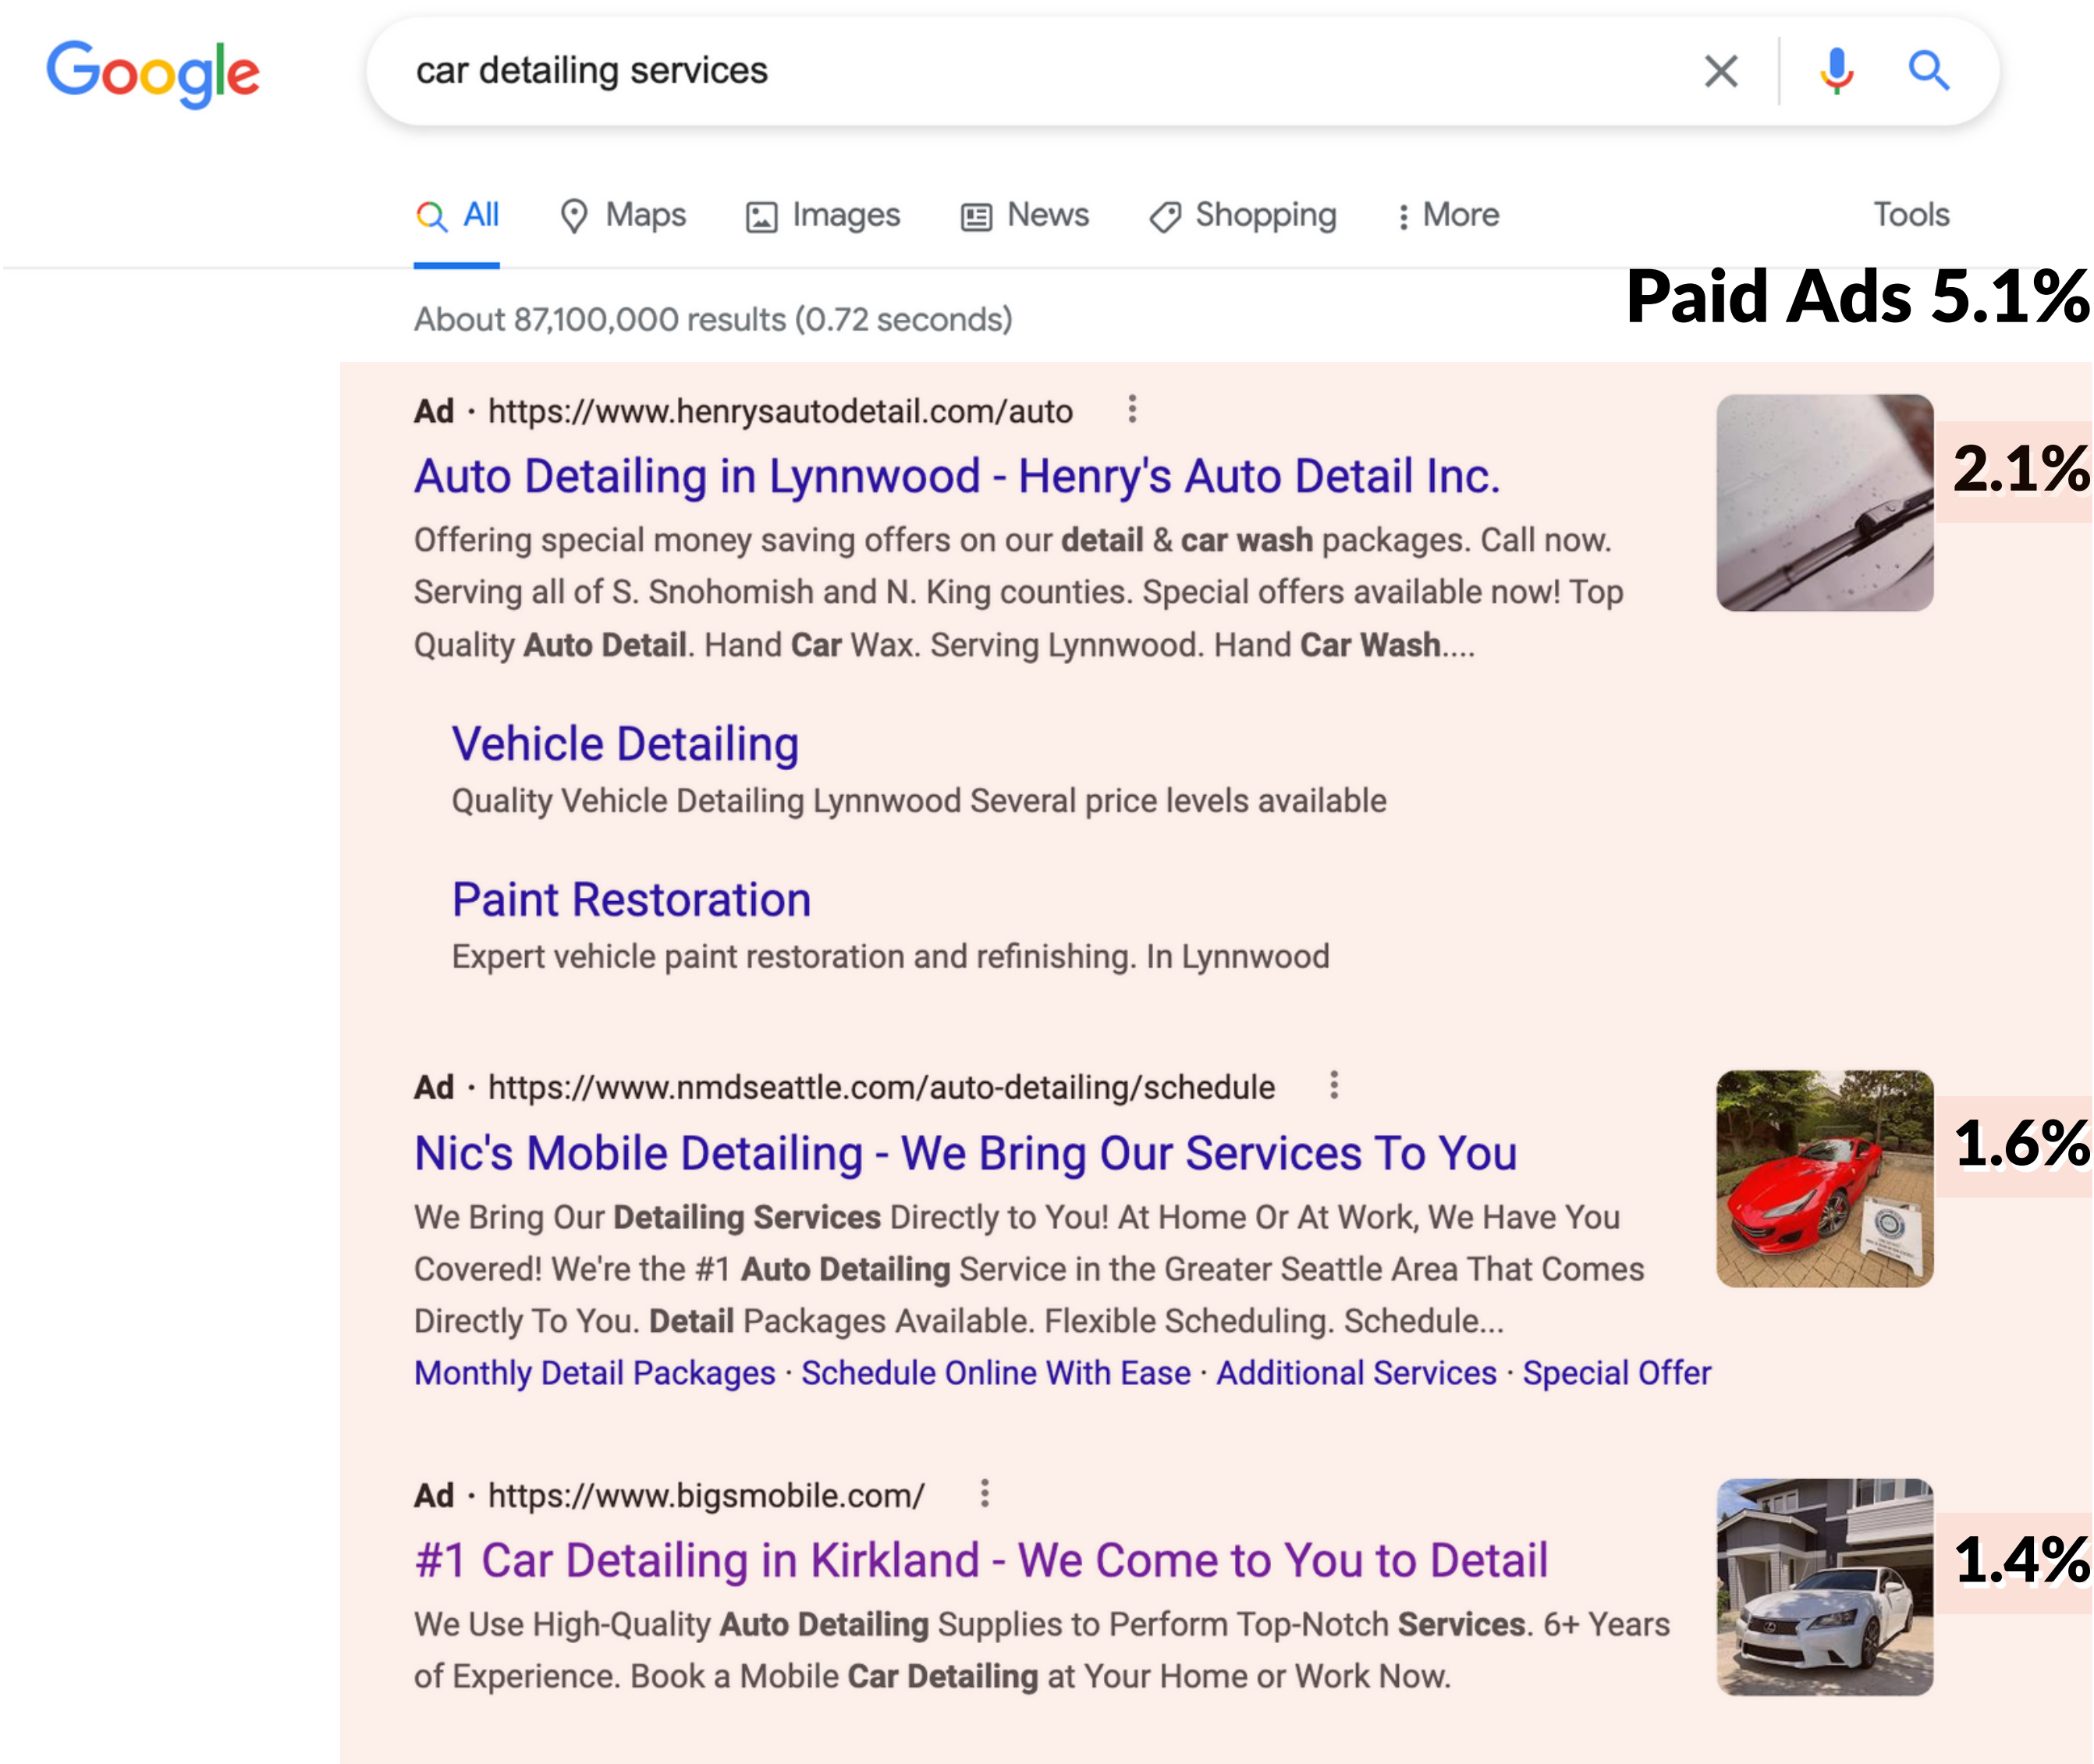 Google
car detailing services
All Maps Images News Shopping More Tools
Paid Ads 5.1%
About 87,100,000 results (0.72 seconds)
Ad · https://www.henrysautodetail.com/auto
Auto Detailing in Lynnwood - Henry's Auto Detail Inc.
2.1%
Offering special money saving offers on our detail & car wash packages. Call now.
Serving all of S. Snohomish and N. King counties. Special offers available now! Top
Quality Auto Detail. Hand Car Wax. Serving Lynnwood. Hand Car Wash....
Vehicle Detailing
Quality Vehicle Detailing Lynnwood Several price levels available
Paint Restoration
Expert vehicle paint restoration and refinishing. In Lynnwood
Ad · https://www.nmdseattle.com/auto-detailing/schedule
Nic's Mobile Detailing - We Bring Our Services To You
1.6%
We Bring Our Detailing Services Directly to You! At Home Or At Work, We Have You
Covered! We're the #1 Auto Detailing Service in the Greater Seattle Area That Comes
Directly To You. Detail Packages Available. Flexible Scheduling. Schedule...
Monthly Detail Packages · Schedule Online With Ease · Additional Services · Special Offer
Ad · https://www.bigsmobile.com/
#1 Car Detailing in Kirkland - We Come to You to Detail
1.4%
We Use High-Quality Auto Detailing Supplies to Perform Top-Notch Services. 6+ Years
of Experience. Book a Mobile Car Detailing at Your Home or Work Now.